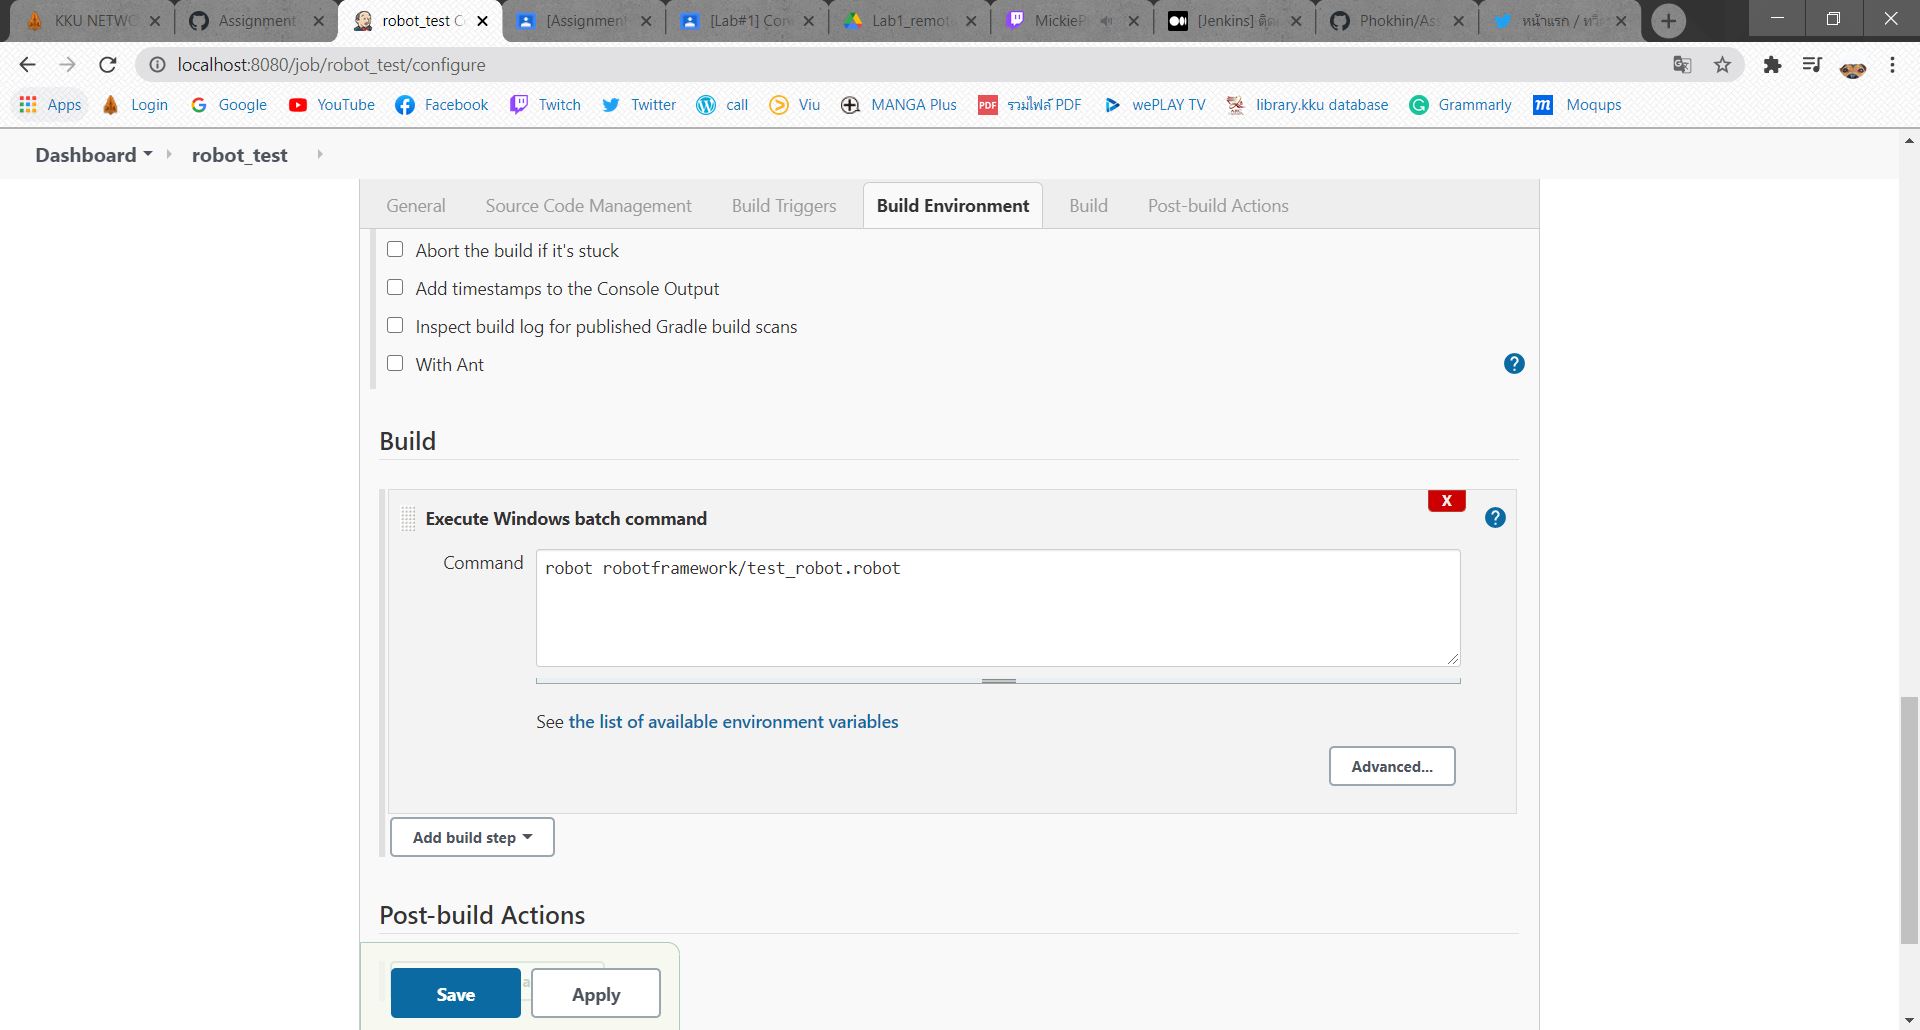 KKU NETWO
Assignment
robot_test C
[Assignmen
[Lab#1] Con
Lab1_remot
MickieP
[Jenkins] ติด
Phokhin/Ass
หน้าแรก / ทวิ
localhost:8080/job/robot_test/configure
Apps
Login
Google
YouTube
Facebook
Twitch
Twitter
call
Viu
MANGA Plus
PDF
รวมไฟล์ PDF
wePLAY TV
library.kku database
Grammarly
m
Moqups
Dashboard
robot_test
General
Source Code Management
Build Triggers
Build Environment
Build
Post-build Actions
Abort the build if it's stuck
Add timestamps to the Console Output
Inspect build log for published Gradle build scans
With Ant
?
Build
X
Execute Windows batch command
?
Command
robot robotframework/test_robot.robot
See the list of available environment variables
Advanced...
Add build step
Post-build Actions
Save
Apply